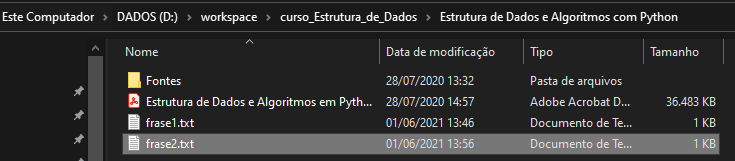 Este Computador > DADOS (D:) > workspace > curso_Estrutura_de_Dados > Estrutura de Dados e Algoritmos com Python
Nome Data de modificação Tipo Tamanho
Fontes 28/07/2020 13:32 Pasta de arquivos
Estrutura de Dados e Algoritmos em Pyth... 28/07/2020 14:57 Adobe Acrobat D... 36.483 KB
frase1.txt 01/06/2021 13:46 Documento de Te... 1 KB
frase2.txt 01/06/2021 13:56 Documento de Te... 1 KB